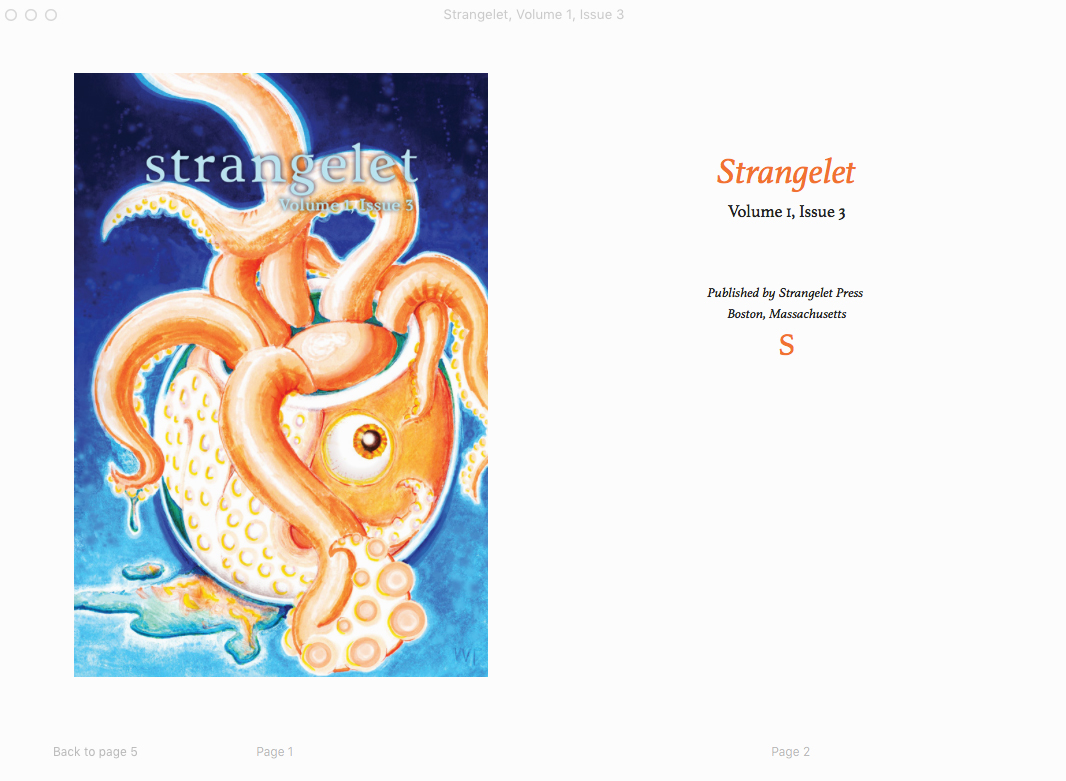 Strangelet, Volume 1, Issue 3
strangelet
Volume 1, Issue 3
Strangelet
Volume 1, Issue 3
Published by Strangelet Press
Boston, Massachusetts
S
Back to page 5
Page 1
Page 2